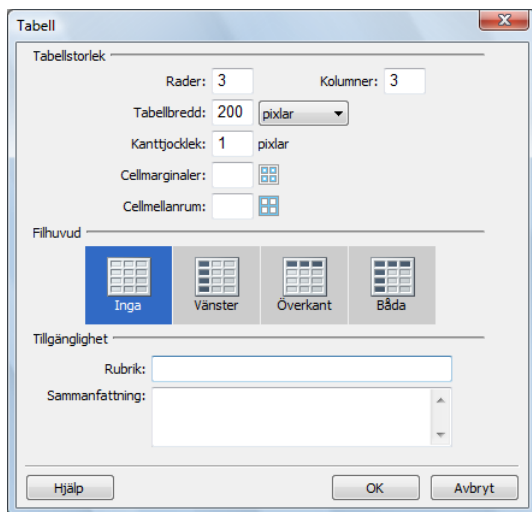 Tabell
Tabellstorlek
Rader: 3 Kolumner: 3
Tabellbredd: 200 pixlar
Kanttjocklek: 1 pixlar
Cellmarginaler:
Cellmellanrum:
Filhuvud
Inga Vänster Överkant Båda
Tillgänglighet
Rubrik:
Sammanfattning:
Hjälp OK Avbryt